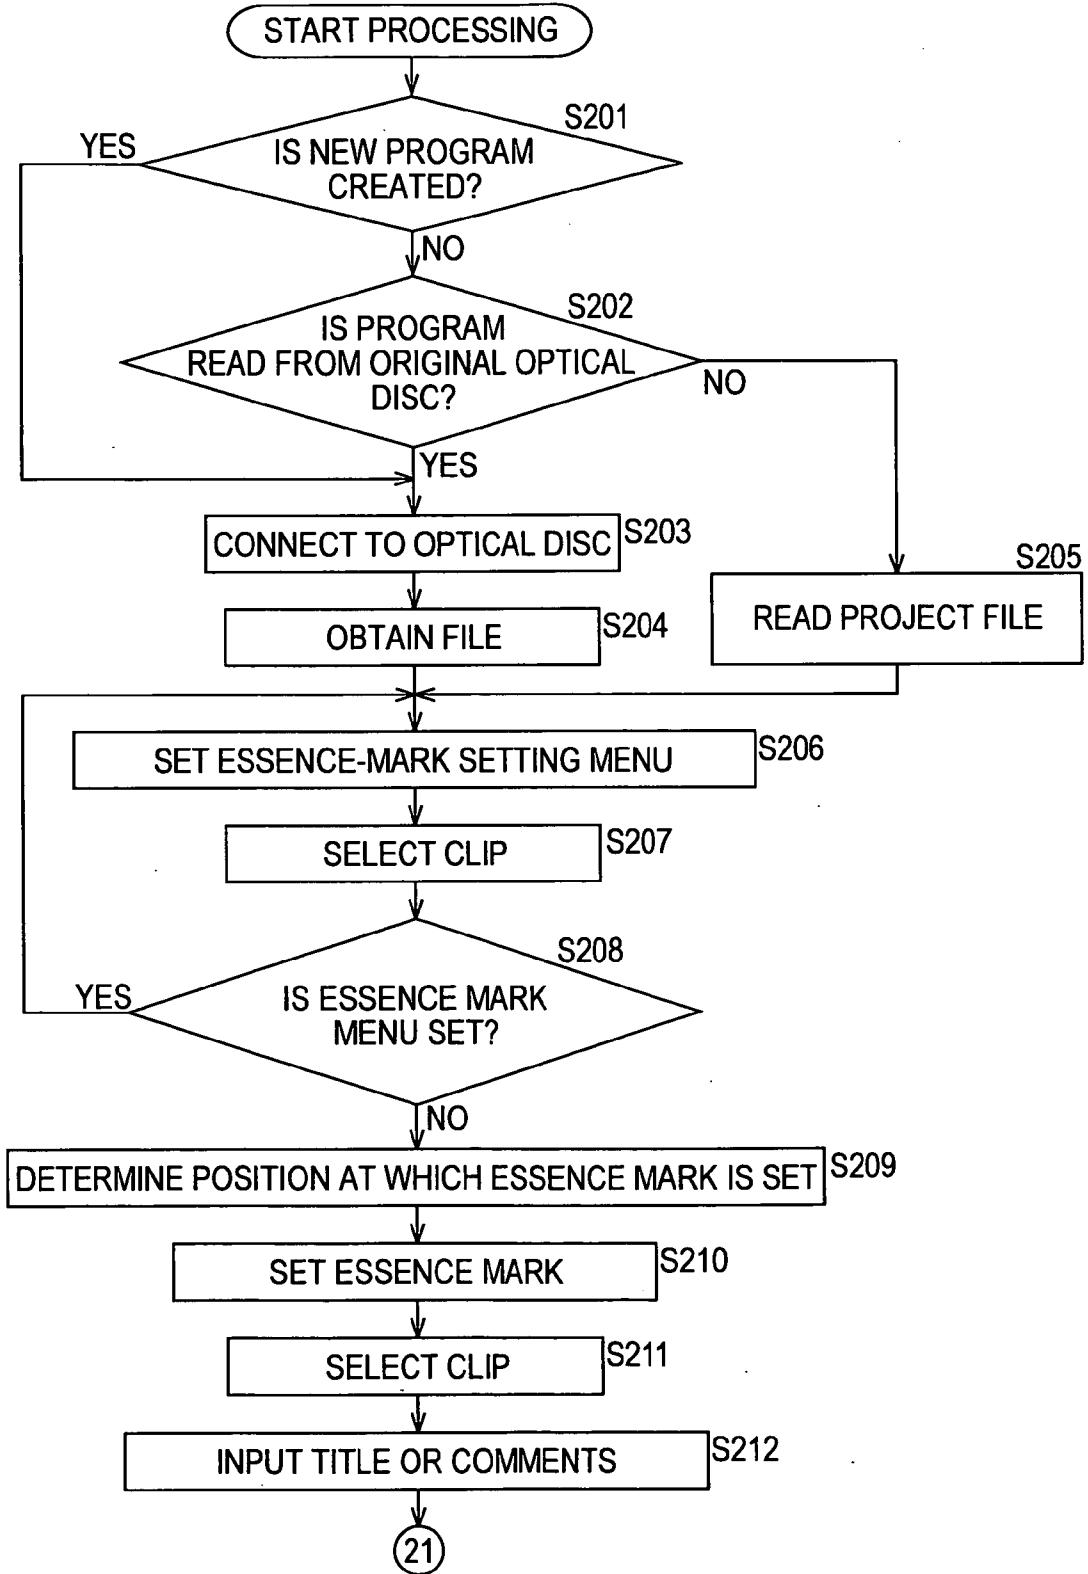 START PROCESSING
S201
YES
IS NEW PROGRAM
CREATED?
NO
S202
IS PROGRAM
READ FROM ORIGINAL OPTICAL
DISC?
NO
YES
CONNECT TO OPTICAL DISC
S203
S205
READ PROJECT FILE
OBTAIN FILE
S204
SET ESSENCE-MARK SETTING MENU
S206
SELECT CLIP
S207
S208
YES
IS ESSENCE MARK
MENU SET?
NO
DETERMINE POSITION AT WHICH ESSENCE MARK IS SET
S209
SET ESSENCE MARK
S210
SELECT CLIP
S211
INPUT TITLE OR COMMENTS
S212
21